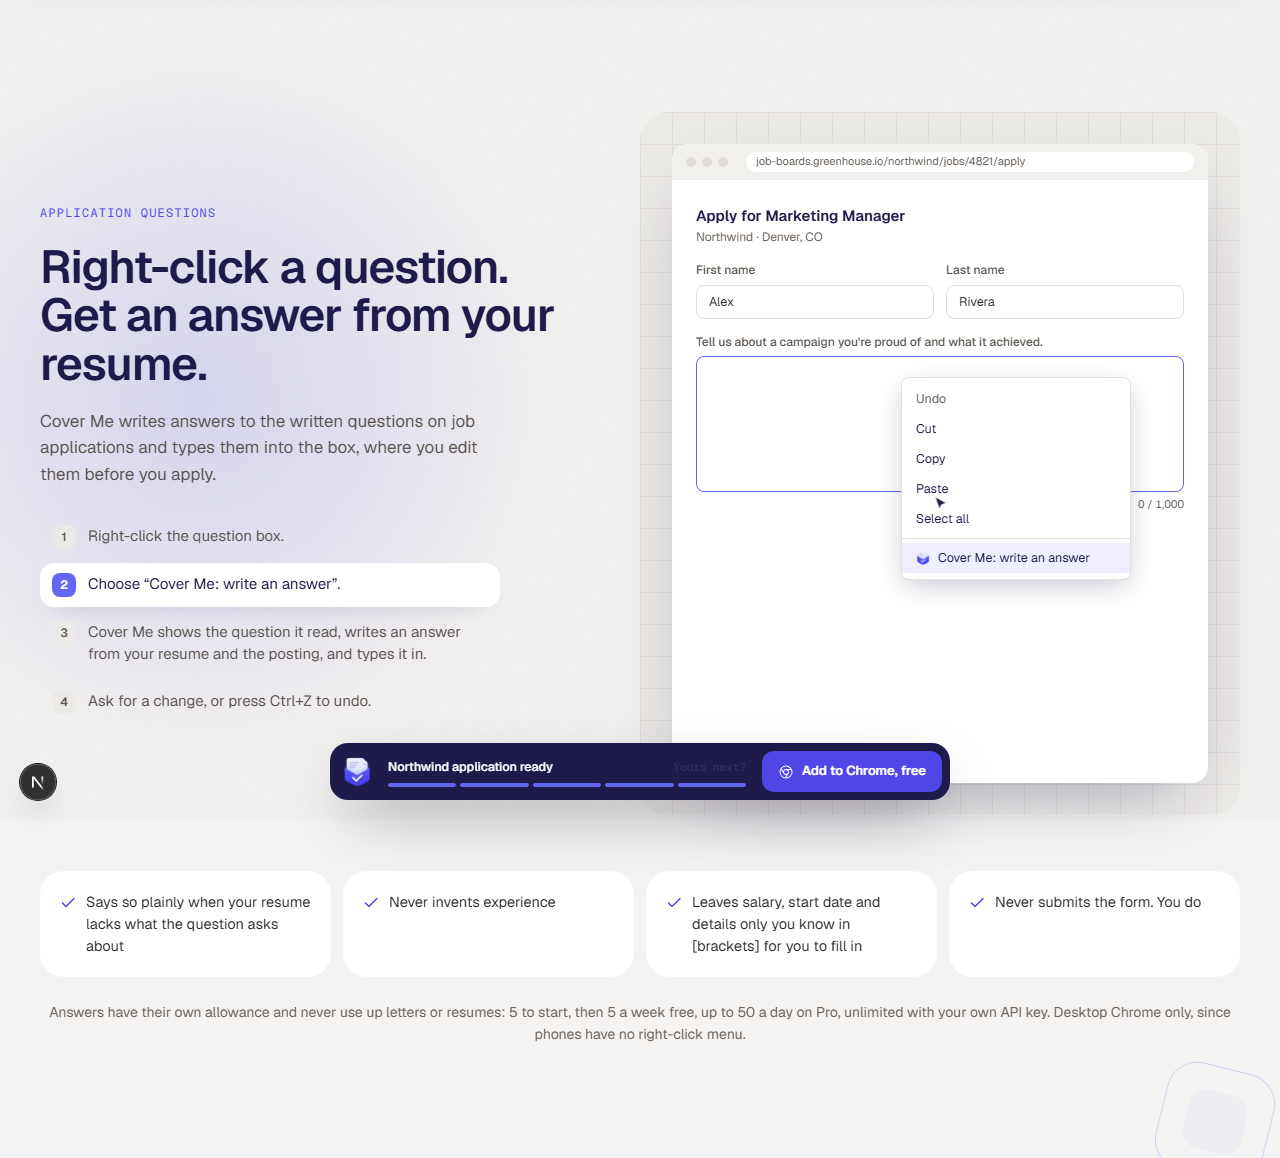 APPLICATION QUESTIONS
Right-click a question.
Get an answer from your
resume.
Cover Me writes answers to the written questions on job
applications and types them into the box, where you edit
them before you apply.
1 Right-click the question box.
2 Choose “Cover Me: write an answer”.
3 Cover Me shows the question it read, writes an answer
from your resume and the posting, and types it in.
4 Ask for a change, or press Ctrl+Z to undo.
job-boards.greenhouse.io/northwind/jobs/4821/apply
Apply for Marketing Manager
Northwind · Denver, CO
First name
Last name
Alex
Rivera
Tell us about a campaign you're proud of and what it achieved.
Undo
Cut
Copy
Paste
Select all
Cover Me: write an answer
0 / 1,000
N
Northwind application ready
Yours next?
Add to Chrome, free
Says so plainly when your resume
lacks what the question asks
about
Never invents experience
Leaves salary, start date and
details only you know in
[brackets] for you to fill in
Never submits the form. You do
Answers have their own allowance and never use up letters or resumes: 5 to start, then 5 a week free, up to 50 a day on Pro, unlimited with your own API key. Desktop Chrome only, since
phones have no right-click menu.